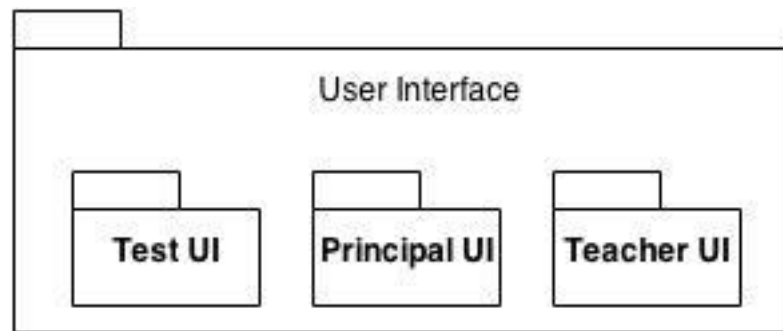 User Interface
Test UI
Principal UI
Teacher UI